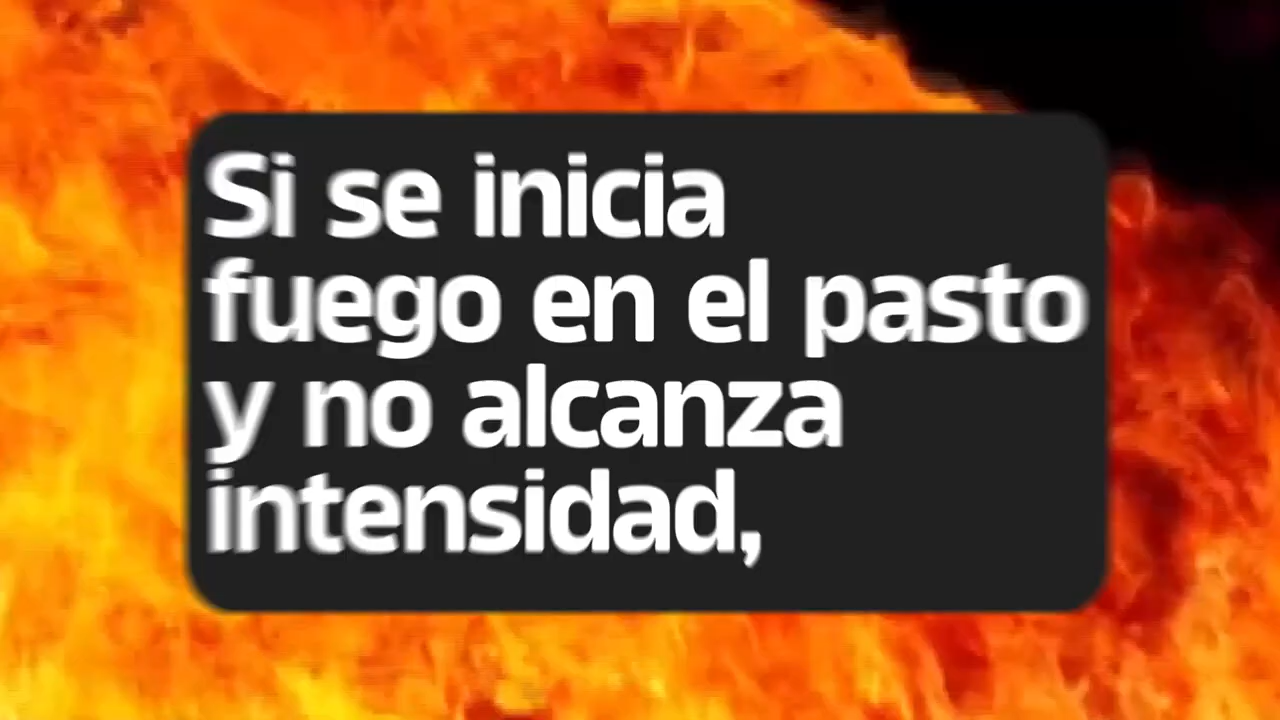 Si se inicia
fuego en el pasto
y no alcanza
intensidad,